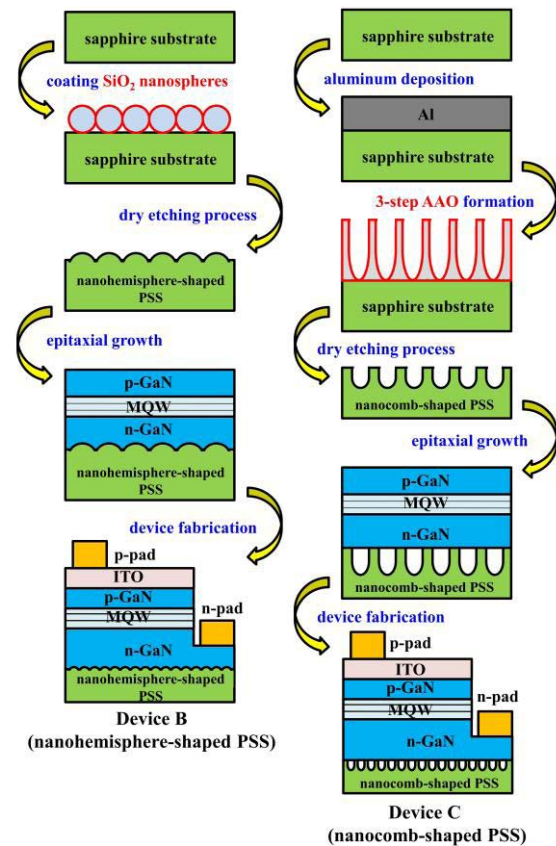 sapphire substrate
coating SiO₂ nanospheres
sapphire substrate
dry etching process
nanohemisphere-shaped
PSS
epitaxial growth
p-GaN
MQW
n-GaN
nanohemisphere-shaped
PSS
device fabrication
p-pad
ITO
n-pad
p-GaN
MQW
n-GaN
nanohemisphere-shaped
PSS
Device B
(nanohemisphere-shaped PSS)
sapphire substrate
aluminum deposition
Al
sapphire substrate
3-step AAO formation
sapphire substrate
dry etching process
nanocomb-shaped PSS
epitaxial growth
p-GaN
MQW
n-GaN
nanocomb-shaped PSS
device fabrication
p-pad
ITO
n-pad
p-GaN
MQW
n-GaN
nanocomb-shaped PSS
Device C
(nanocomb-shaped PSS)